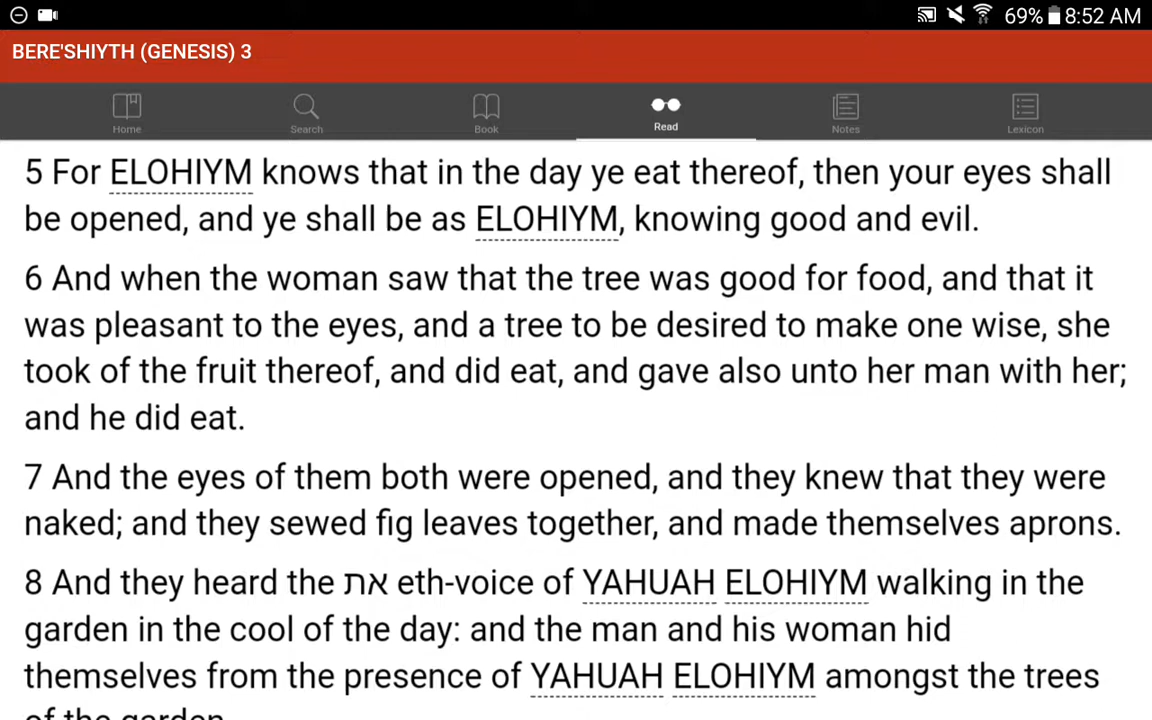 69% 8:52 AM
BERE'SHIYTH (GENESIS) 3
Home Search Book Read Notes Lexicon
5 For ELOHIYM knows that in the day ye eat thereof, then your eyes shall
be opened, and ye shall be as ELOHIYM, knowing good and evil.
6 And when the woman saw that the tree was good for food, and that it
was pleasant to the eyes, and a tree to be desired to make one wise, she
took of the fruit thereof, and did eat, and gave also unto her man with her;
and he did eat.
7 And the eyes of them both were opened, and they knew that they were
naked; and they sewed fig leaves together, and made themselves aprons.
8 And they heard the את eth-voice of YAHUAH ELOHIYM walking in the
garden in the cool of the day: and the man and his woman hid
themselves from the presence of YAHUAH ELOHIYM amongst the trees
of the garden